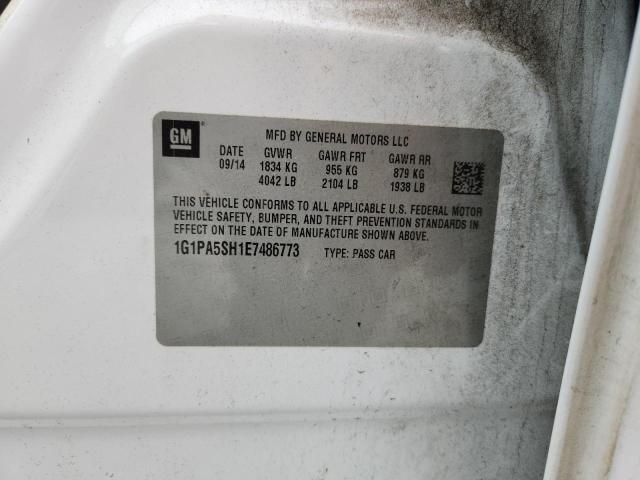 GM
MFD BY GENERAL MOTORS LLC
DATE GVWR GAWR FRT GAWR RR
09/14 1834 KG 955 KG 879 KG
4042 LB 2104 LB 1938 LB
THIS VEHICLE CONFORMS TO ALL APPLICABLE U.S. FEDERAL MOTOR
VEHICLE SAFETY, BUMPER, AND THEFT PREVENTION STANDARDS IN
EFFECT ON THE DATE OF MANUFACTURE SHOWN ABOVE.
1G1PA5SH1E7486773 TYPE: PASS CAR